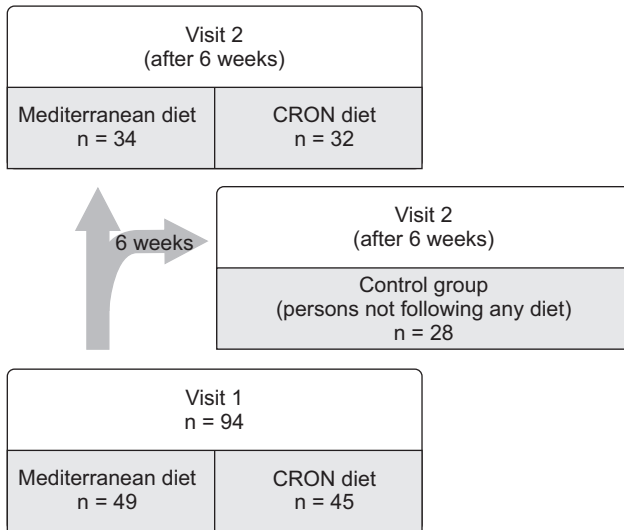 Visit 2
(after 6 weeks)
Mediterranean diet
n = 34
CRON diet
n = 32
6 weeks
Visit 2
(after 6 weeks)
Control group
(persons not following any diet)
n = 28
Visit 1
n = 94
Mediterranean diet
n = 49
CRON diet
n = 45